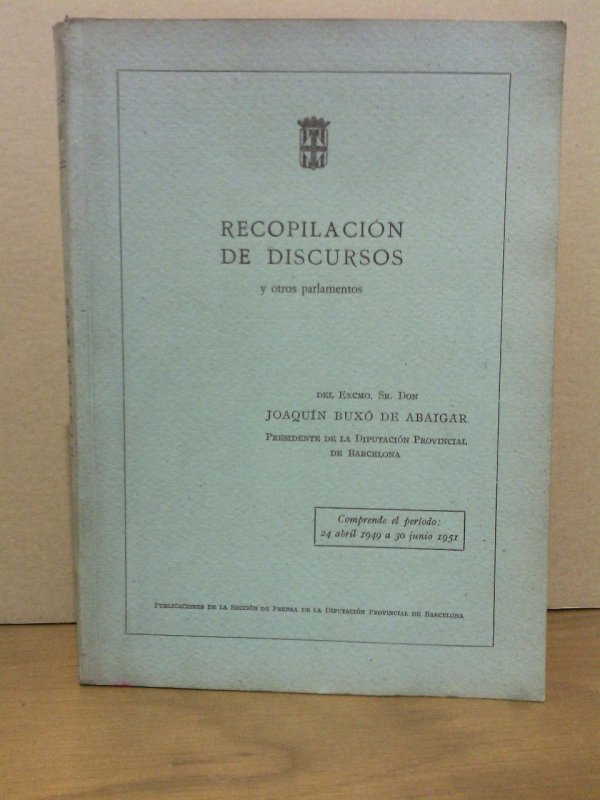 RECOPILACIÓN
DE DISCURSOS
y otros parlamentos
DEL EXCMO. SR. DON
JOAQUÍN BUXÓ DE ABAIGAR
PRESIDENTE DE LA DIPUTACIÓN PROVINCIAL
DE BARCELONA
Comprende el período:
24 abril 1949 a 30 junio 1951
PUBLICACIONES DE LA SECCIÓN DE PRENSA DE LA DIPUTACIÓN PROVINCIAL DE BARCELONA